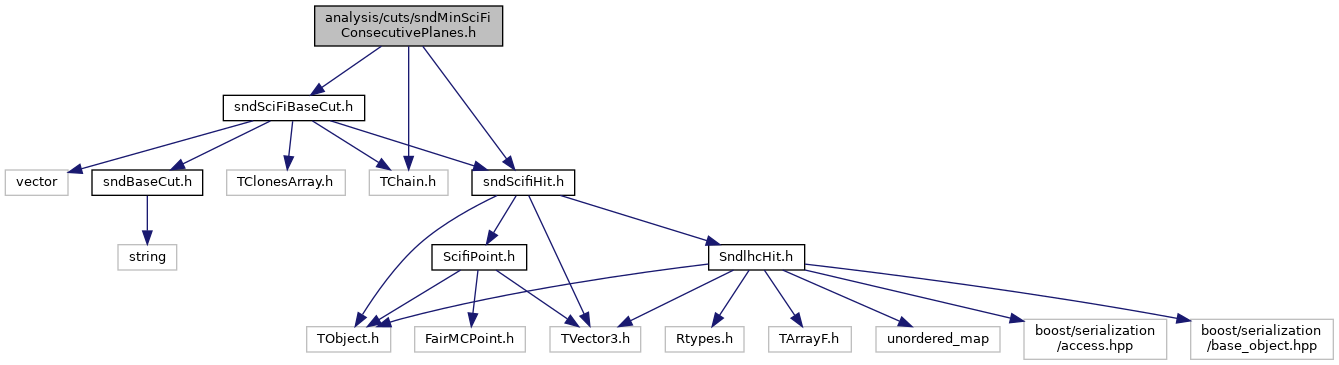 analysis/cuts/sndMinSciFi
ConsecutivePlanes.h
sndSciFiBaseCut.h
vector
sndBaseCut.h
TClonesArray.h
TChain.h
sndScifiHit.h
string
ScifiPoint.h
SndlhcHit.h
TObject.h
FairMCPoint.h
TVector3.h
Rtypes.h
TArrayF.h
unordered_map
boost/serialization
/access.hpp
boost/serialization
/base_object.hpp